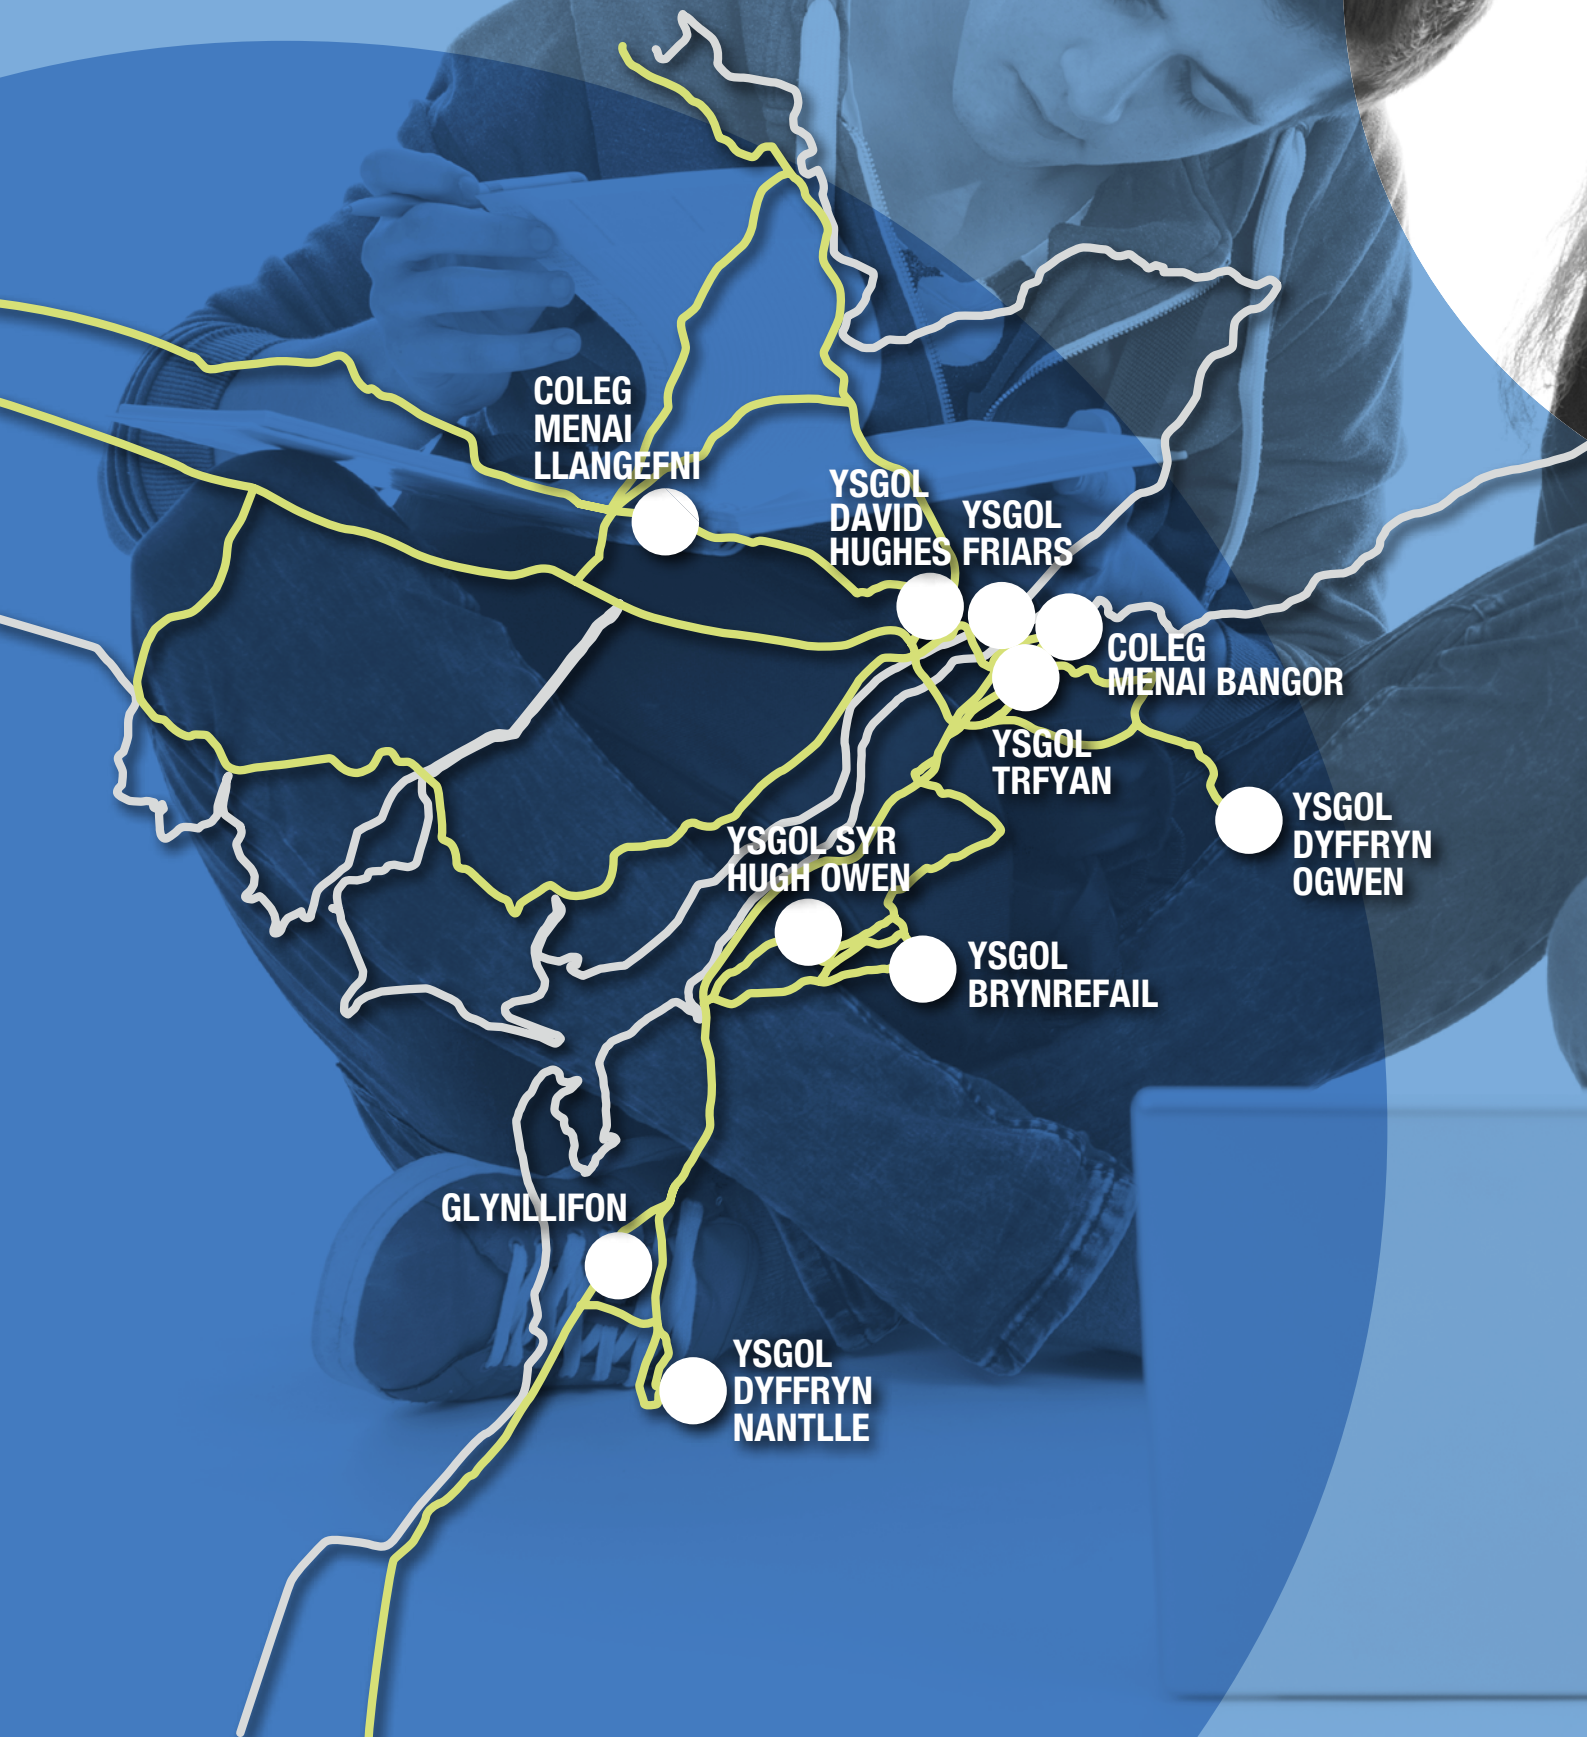 COLEG
MENAI
LLANGEFNI
YSGOL
DAVID
HUGHES
YSGOL
FRIARS
COLEG
MENAI BANGOR
YSGOL
TRFYAN
YSGOL
DYFFRYN
OGWEN
YSGOL SYR
HUGH OWEN
YSGOL
BRYNREFAIL
GLYNLLIFON
YSGOL
DYFFRYN
NANTLLE